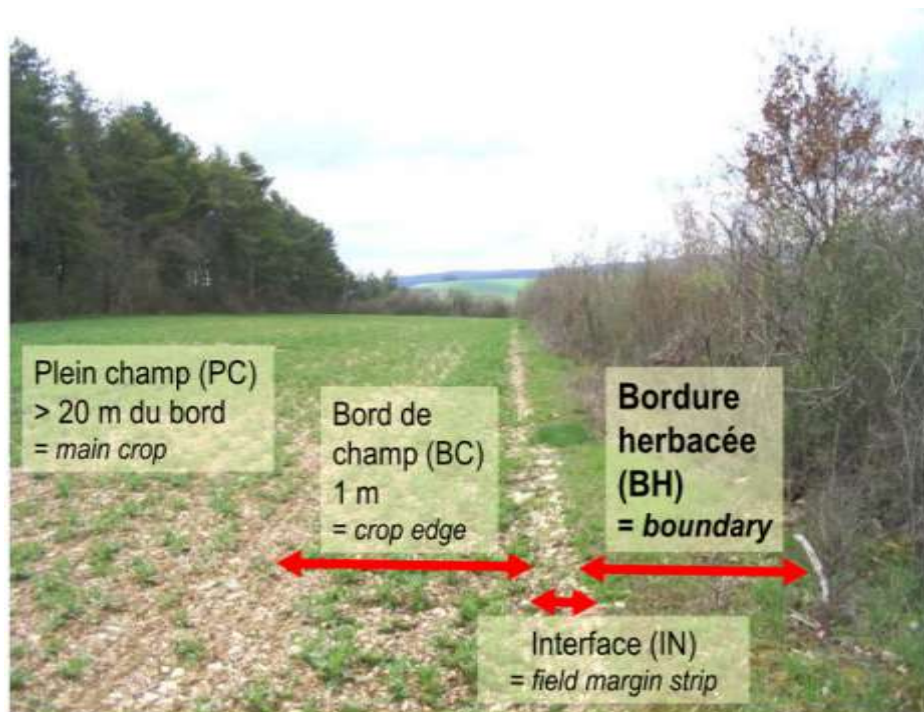 Plein champ (PC)
> 20 m du bord
= main crop
Bord de
champ (BC)
1 m
= crop edge
Bordure
herbacée
(BH)
= boundary
Interface (IN)
= field margin strip